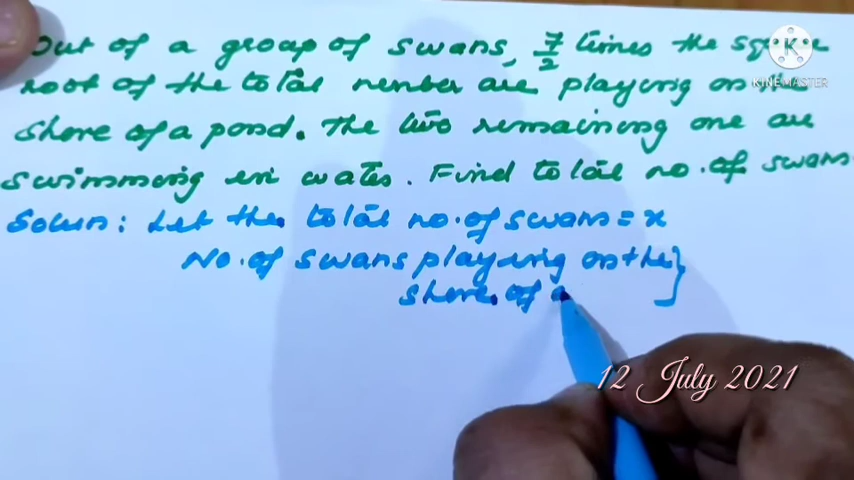 Out of a group of swans, 7/2 times the square
root of the total number are playing on the
shore of a pond. The two remaining one are
swimming in water. Find total no. of swans
Solun: Let the total no. of swans = x
No. of swans playing on the }
shore of a
12 July 2021
K
KINEMASTER